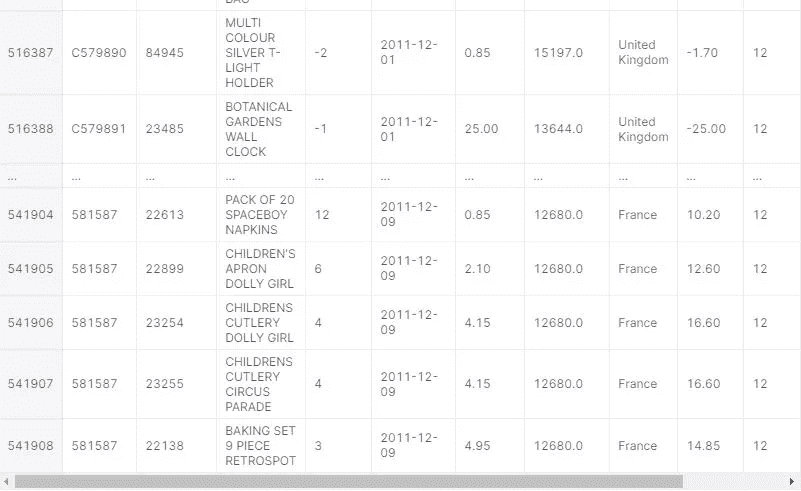 516387 C579890 84945 MULTI COLOUR SILVER T-LIGHT HOLDER -2 2011-12-01 0.85 15197.0 United Kingdom -1.70 12
516388 C579891 23485 BOTANICAL GARDENS WALL CLOCK -1 2011-12-01 25.00 13644.0 United Kingdom -25.00 12
... ... ... ... ... ... ... ... ... ... ...
541904 581587 22613 PACK OF 20 SPACEBOY NAPKINS 12 2011-12-09 0.85 12680.0 France 10.20 12
541905 581587 22899 CHILDREN'S APRON DOLLY GIRL 6 2011-12-09 2.10 12680.0 France 12.60 12
541906 581587 23254 CHILDRENS CUTLERY DOLLY GIRL 4 2011-12-09 4.15 12680.0 France 16.60 12
541907 581587 23255 CHILDRENS CUTLERY CIRCUS PARADE 4 2011-12-09 4.15 12680.0 France 16.60 12
541908 581587 22138 BAKING SET 9 PIECE RETROSPOT 3 2011-12-09 4.95 12680.0 France 14.85 12